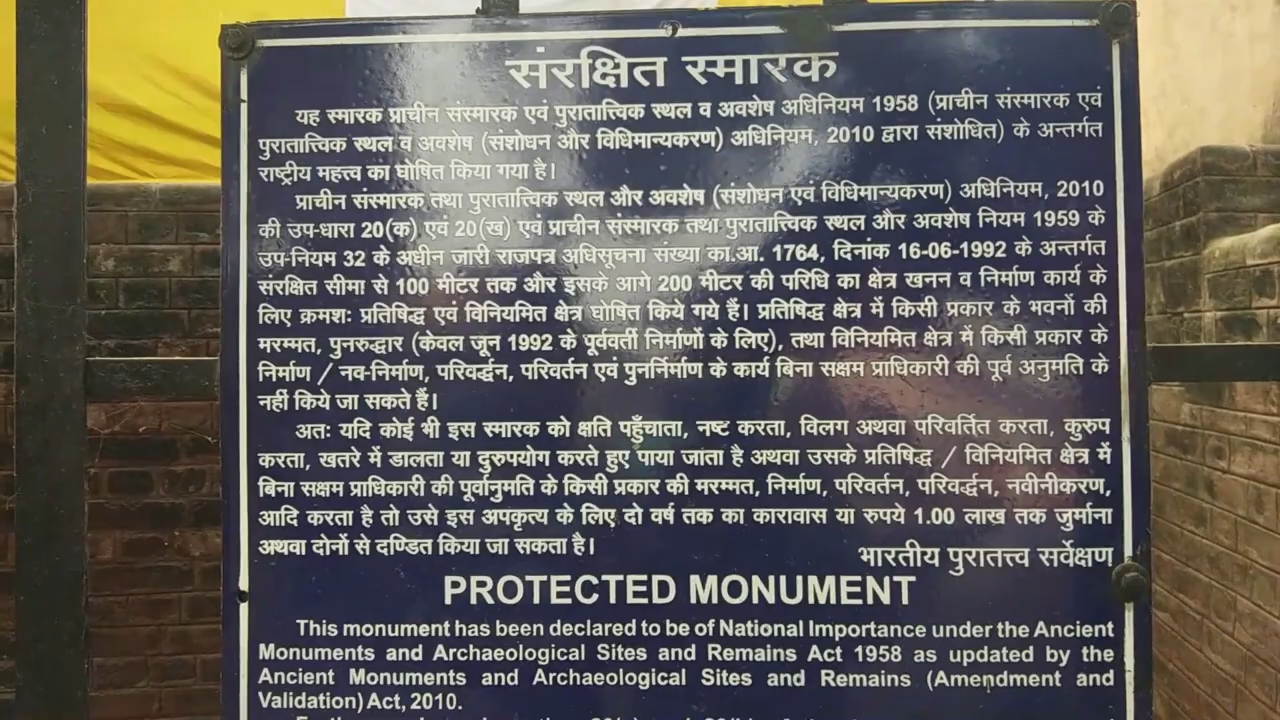 संरक्षित स्मारक
यह स्मारक प्राचीन संस्मारक एवं पुरातात्त्विक स्थल व अवशेष अधिनियम 1958 (प्राचीन संस्मारक एवं
पुरातात्त्विक स्थल व अवशेष (संशोधन और विधिमान्यकरण) अधिनियम, 2010 द्वारा संशोधित) के अन्तर्गत
राष्ट्रीय महत्त्व का घोषित किया गया है।
प्राचीन संस्मारक तथा पुरातात्त्विक स्थल और अवशेष (संशोधन एवं विधिमान्यकरण) अधिनियम, 2010
की उप-धारा 20(क) एवं 20(ख) एवं प्राचीन संस्मारक तथा पुरातात्त्विक स्थल और अवशेष नियम 1959 के
उप-नियम 32 के अधीन जारी राजपत्र अधिसूचना संख्या का.आ. 1764, दिनांक 16-06-1992 के अन्तर्गत
संरक्षित सीमा से 100 मीटर तक और इसके आगे 200 मीटर की परिधि का क्षेत्र खनन व निर्माण कार्य के
लिए क्रमशः प्रतिषिद्ध एवं विनियमित क्षेत्र घोषित किये गये हैं। प्रतिषिद्ध क्षेत्र में किसी प्रकार के भवनों की
मरम्मत, पुनरुद्धार (केवल जून 1992 के पूर्ववर्ती निर्माणों के लिए), तथा विनियमित क्षेत्र में किसी प्रकार के
निर्माण / नव-निर्माण, परिवर्द्धन, परिवर्तन एवं पुनर्निर्माण के कार्य बिना सक्षम प्राधिकारी की पूर्व अनुमति के
नहीं किये जा सकते हैं।
अतः यदि कोई भी इस स्मारक को क्षति पहुँचाता, नष्ट करता, विलग अथवा परिवर्तित करता, कुरुप
करता, खतरे में डालता या दुरुपयोग करते हुए पाया जाता है अथवा उसके प्रतिषिद्ध / विनियमित क्षेत्र में
बिना सक्षम प्राधिकारी की पूर्वानुमति के किसी प्रकार की मरम्मत, निर्माण, परिवर्तन, परिवर्द्धन, नवीनीकरण,
आदि करता है तो उसे इस अपकृत्य के लिए दो वर्ष तक का कारावास या रुपये 1.00 लाख तक जुर्माना
अथवा दोनों से दण्डित किया जा सकता है।
भारतीय पुरातत्त्व सर्वेक्षण
PROTECTED MONUMENT
This monument has been declared to be of National Importance under the Ancient
Monuments and Archaeological Sites and Remains Act 1958 as updated by the
Ancient Monuments and Archaeological Sites and Remains (Amendment and
Validation) Act, 2010.